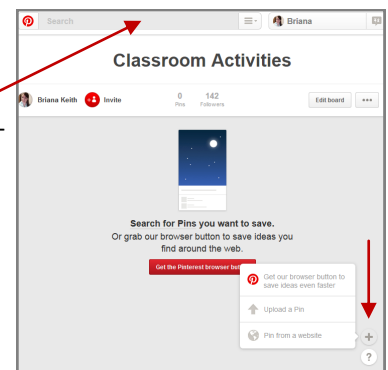 Search
Briana
Classroom Activities
Briana Keith
Invite
0
Pins
142
Followers
Edit board
Search for Pins you want to save.
Or grab our browser button to save ideas you
find around the web.
Get the Pinterest browser
Get our browser button to
save ideas even faster
Upload a Pin
Pin from a website
+
?